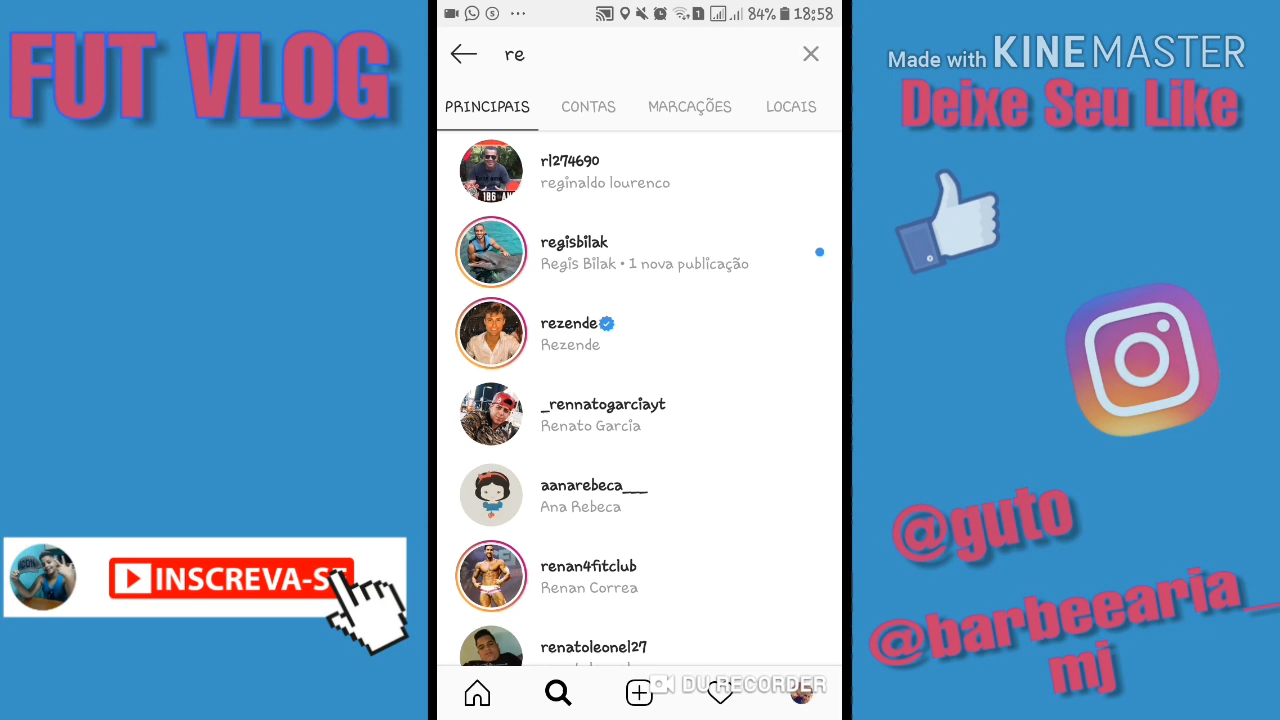 FUT VLOG
INSCREVA-SE
84% 18:58
re
PRINCIPAIS CONTAS MARCAÇÕES LOCAIS
rl274690
reginaldo lourenco
regisbilak
Regis Bilak • 1 nova publicação
rezende
Rezende
_rennatogarciayt
Renato Garcia
aanarebeca___
Ana Rebeca
renan4fitclub
Renan Correa
renatoleonel27
DU RECORDER
Made with KINEMASTER
Deixe Seu Like
@guto
@barbeearia__
mj